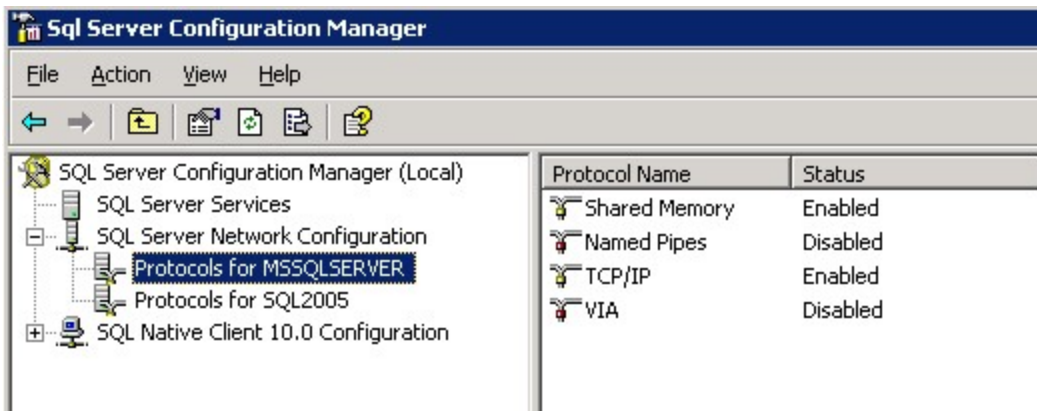 Sql Server Configuration Manager
File Action View Help
SQL Server Configuration Manager (Local)
SQL Server Services
SQL Server Network Configuration
Protocols for MSSQLSERVER
Protocols for SQL2005
SQL Native Client 10.0 Configuration
Protocol Name Status
Shared Memory Enabled
Named Pipes Disabled
TCP/IP Enabled
VIA Disabled